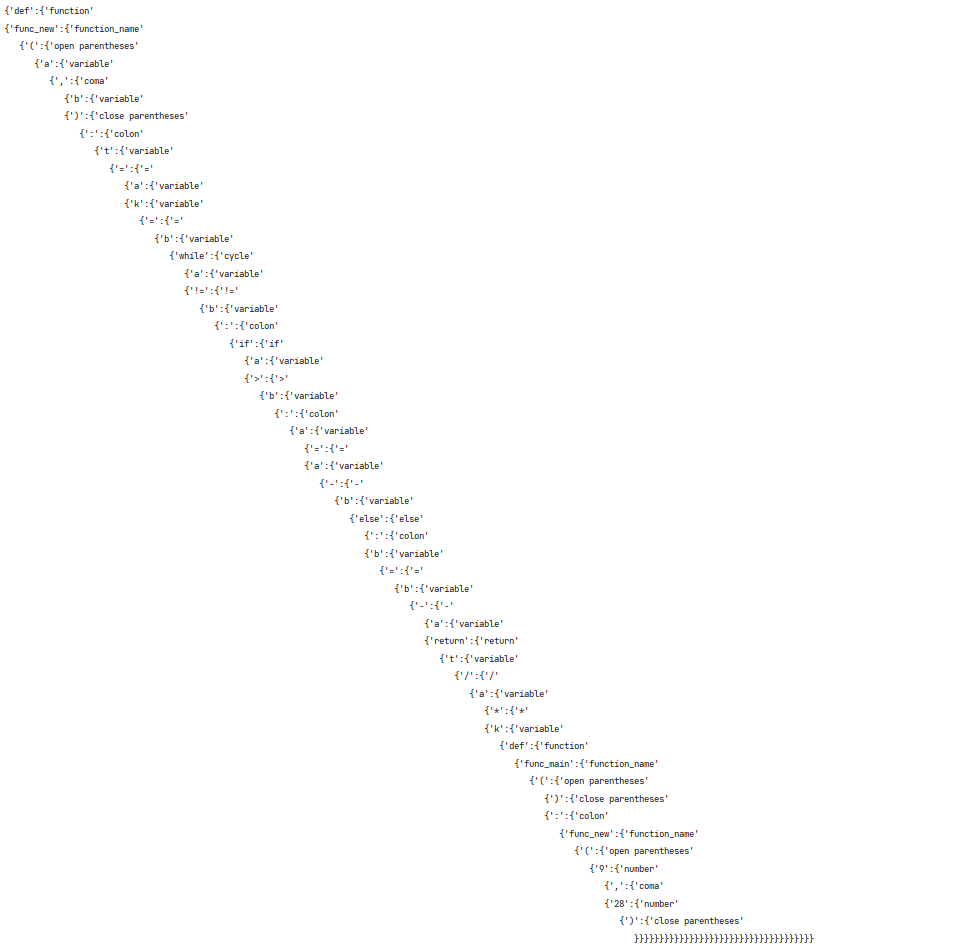 {'def':{'function'
{'func_new':{'function_name'
{'(':{'open parentheses'
{'a':{'variable'
{',':{'coma'
{'b':{'variable'
{')':{'close parentheses'
{':':{'colon'
{'t':{'variable'
{'=':{'='
{'a':{'variable'
{'k':{'variable'
{'=':{'='
{'b':{'variable'
{'while':{'cycle'
{'a':{'variable'
{'!=':{'!='
{'b':{'variable'
{':':{'colon'
{'if':{'if'
{'a':{'variable'
{'>':{'>'
{'b':{'variable'
{':':{'colon'
{'a':{'variable'
{'=':{'='
{'a':{'variable'
{'-':{'-'
{'b':{'variable'
{'else':{'else'
{':':{'colon'
{'b':{'variable'
{'=':{'='
{'b':{'variable'
{'-':{'-'
{'a':{'variable'
{'return':{'return'
{'t':{'variable'
{'/':{'/'
{'a':{'variable'
{'*':{'*'
{'k':{'variable'
{'def':{'function'
{'func_main':{'function_name'
{'(':{'open parentheses'
{')':{'close parentheses'
{':':{'colon'
{'func_new':{'function_name'
{'(':{'open parentheses'
{'9':{'number'
{',':{'coma'
{'28':{'number'
{')':{'close parentheses'
}}}}}}}}}}}}}}}}}}}}}}}}}}}}}}}}}}}}